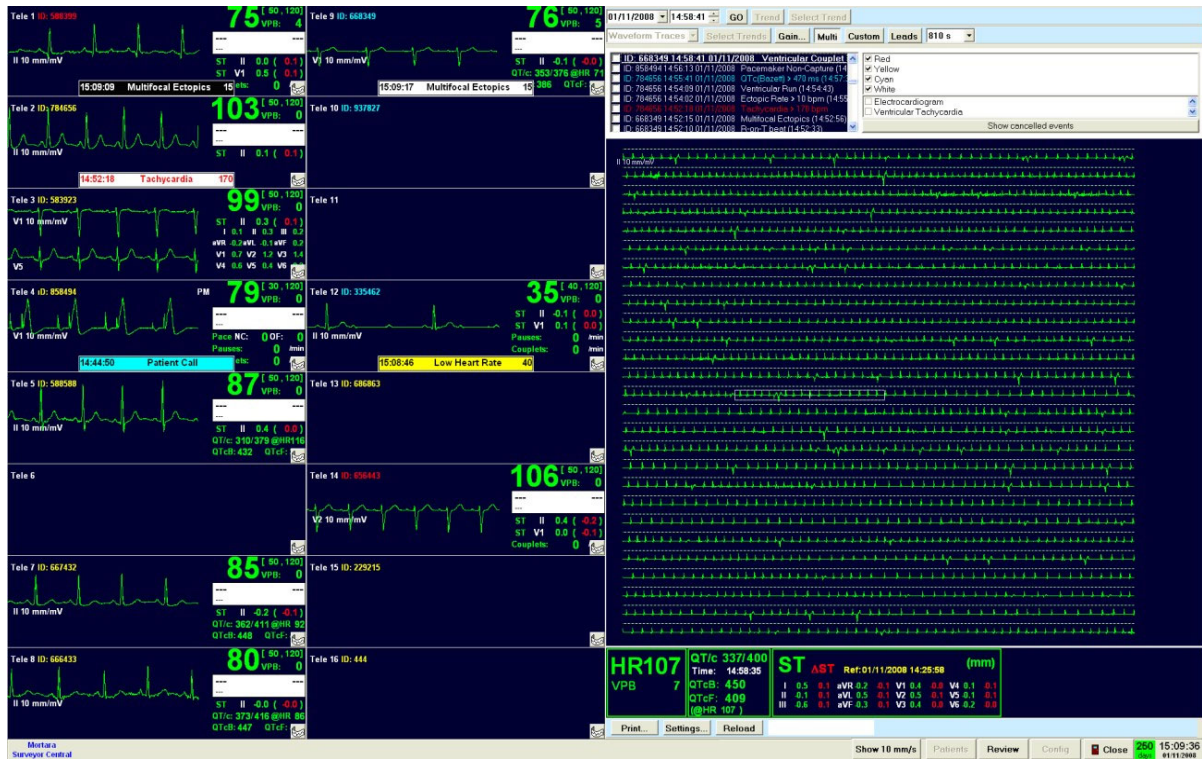 Tele 1 ID: 588399 75 [ 50 ,120] VPB: 4
---
...
II 10 mm/mV
ST II 0.0 ( 0.1)
ST V1 0.5 ( 0.1)
15:09:09 Multifocal Ectopics 15 ets: 0
Tele 2 ID: 784656 103 [ 50 ,120] VPB: 0
---
...
II 10 mm/mV
ST II 0.1 ( 0.1)
14:52:18 Tachycardia 170
Tele 3 ID: 583923 99 [ 50 ,120] VPB: 0
V1 10 mm/mV
ST II 0.3 ( 0.1)
I 0.1 II 0.3 III 0.2
aVR -0.2 aVL -0.1 aVF 0.2
V1 0.7 V2 1.2 V3 1.4
V4 0.6 V5 0.4 V6
V5
Tele 4 ID: 858494 PM 79 [ 30 ,120] VPB: 0
---
...
V1 10 mm/mV
Pace NC: 0 OF: 0
Pauses: 0 /min
14:44:50 Patient Call ets: 0
Tele 5 ID: 588588 87 [ 50 ,120] VPB: 0
---
...
II 10 mm/mV
ST II 0.4 ( 0.0)
QT/c: 310/379 @HR116
QTcB: 432 QTcF:
Tele 6
Tele 7 ID: 667432 85 [ 50 ,120] VPB: 0
---
...
II 10 mm/mV
ST II -0.2 ( -0.1)
QT/c: 362/411 @HR 92
QTcB: 448 QTcF:
Tele 8 ID: 666433 80 [ 50 ,120] VPB: 0
---
...
II 10 mm/mV
ST II -0.0 ( -0.0)
QT/c: 373/416 @HR 86
QTcB: 447 QTcF:
Tele 9 ID: 668349 76 [ 50 ,120] VPB: 5
---
...
II 10 mm/mV
ST II -0.1 ( -0.0)
QT/c: 353/376 @HR 71
15:09:17 Multifocal Ectopics 15 386 QTcF:
Tele 10 ID: 937827
Tele 11
Tele 12 ID: 335462 35 [ 40 ,120] VPB: 0
II 10 mm/mV
ST II -0.1 ( 0.0)
ST V1 0.1 ( 0.0)
Pauses: 0 /min
Couplets: 0 /min
15:08:46 Low Heart Rate 40
Tele 13 ID: 686863
Tele 14 ID: 656443 106 [ 50 ,120] VPB: 0
---
...
V2 10 mm/mV
ST II 0.4 ( -0.2)
ST V1 0.0 ( -0.1)
Couplets: 0
Tele 15 ID: 229215
Tele 16 ID: 444
01/11/2008 14:58:41 GO Trend Select Trend
Waveform Traces Select Trends Gain... Multi Custom Leads 810 s
ID: 668349 14:58:41 01/11/2008 Ventricular Couplet
ID: 858494 14:56:13 01/11/2008 Pacemaker Non-Capture (14
ID: 784656 14:55:41 01/11/2008 QTc(Bazett) > 470 ms (14:57:
ID: 784656 14:54:09 01/11/2008 Ventricular Run (14:54:43)
ID: 784656 14:54:02 01/11/2008 Ectopic Rate > 10 bpm (14:55
ID: 784656 14:52:18 01/11/2008 Tachycardia > 170 bpm
ID: 668349 14:52:15 01/11/2008 Multifocal Ectopics (14:52:56)
ID: 668349 14:52:10 01/11/2008 R-on-T beat (14:52:33)
Red
Yellow
Cyan
White
Electrocardiogram
Ventricular Tachycardia
Show cancelled events
II 10 mm/mV
HR107
VPB 7
QT/c 337/400
Time: 14:58:35
QTcB: 450
QTcF: 409
(@HR 107 )
ST ΔST Ref:01/11/2008 14:25:58 (mm)
I 0.5 0.1 aVR 0.2 -0.1 V1 0.4 0.0 V4 0.1 -0.1
II -0.1 0.1 aVL 0.5 -0.1 V2 0.5 -0.1 V5 -0.1 -0.1
III -0.6 0.1 aVF -0.3 0.1 V3 0.4 0.0 V6 -0.2 -0.0
Print... Settings... Reload
Mortara
Surveyor Central
Show 10 mm/s Patients Review Config Close 250 days 15:09:36
01/11/2008